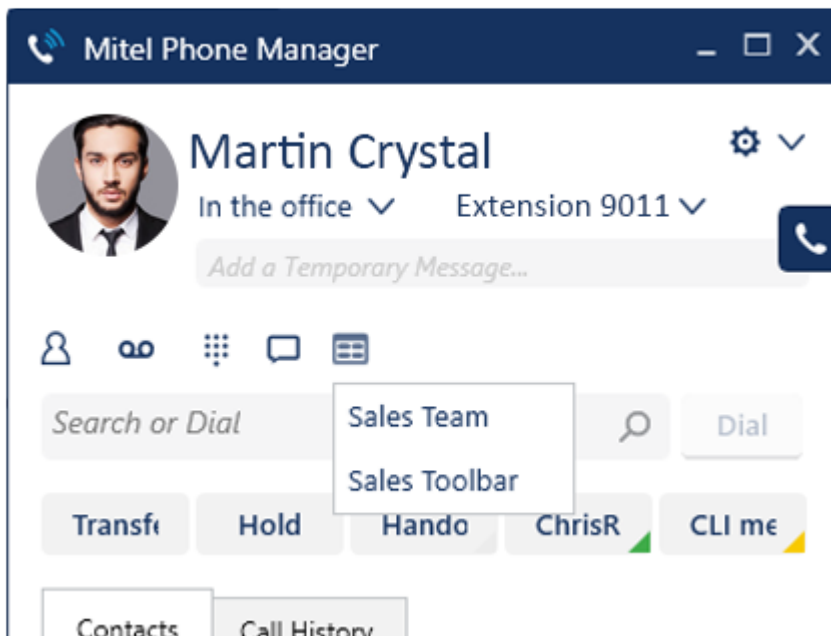 Mitel Phone Manager
Martin Crystal
In the office Extension 9011
Add a Temporary Message...
Search or Dial
Sales Team
Dial
Sales Toolbar
Transfe Hold Hando ChrisR CLI me
Contacts Call History